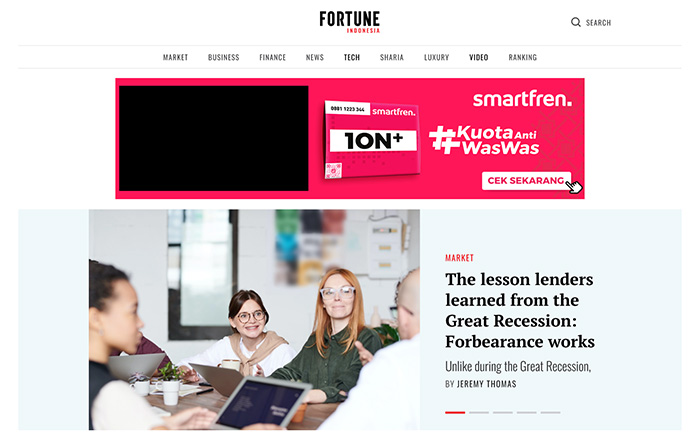 FORTUNE
INDONESIA
SEARCH
MARKET BUSINESS FINANCE NEWS TECH SHARIA LUXURY VIDEO RANKING
smartfren.
0881 1223 344
smartfren.
1ON+
#KuotaAnti
WasWas
CEK SEKARANG
MARKET
The lesson lenders
learned from the
Great Recession:
Forbearance works
Unlike during the Great Recession,
BY JEREMY THOMAS